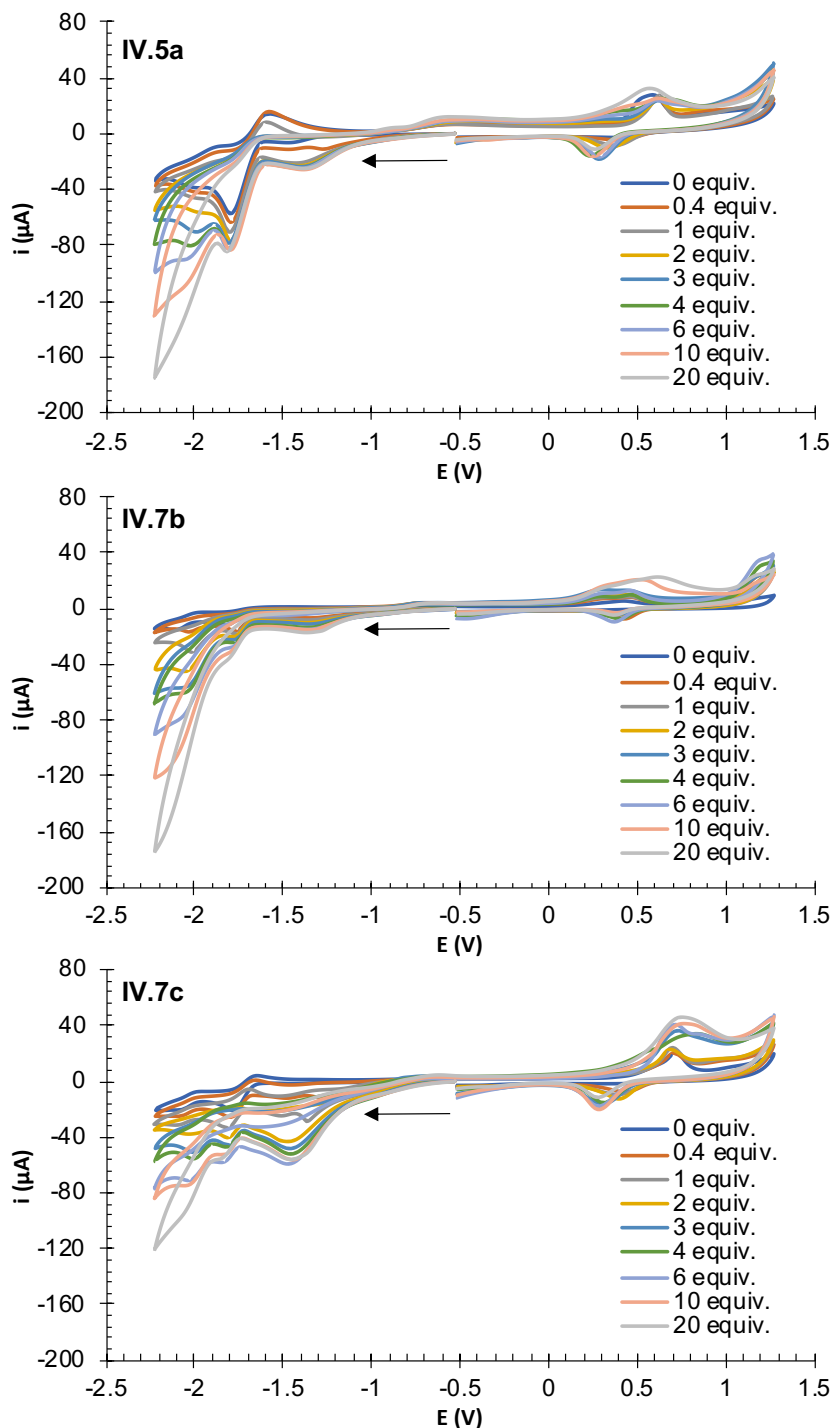 IV.5a
80
40
0
-40
-80
-120
-160
-200
i (µA)
0 equiv.
0.4 equiv.
1 equiv.
2 equiv.
3 equiv.
4 equiv.
6 equiv.
10 equiv.
20 equiv.
-2.5 -2 -1.5 -1 -0.5 0 0.5 1 1.5
E (V)
IV.7b
80
40
0
-40
-80
-120
-160
-200
i (µA)
0 equiv.
0.4 equiv.
1 equiv.
2 equiv.
3 equiv.
4 equiv.
6 equiv.
10 equiv.
20 equiv.
-2.5 -2 -1.5 -1 -0.5 0 0.5 1 1.5
E (V)
IV.7c
80
40
0
-40
-80
-120
-160
-200
i (µA)
0 equiv.
0.4 equiv.
1 equiv.
2 equiv.
3 equiv.
4 equiv.
6 equiv.
10 equiv.
20 equiv.
-2.5 -2 -1.5 -1 -0.5 0 0.5 1 1.5
E (V)